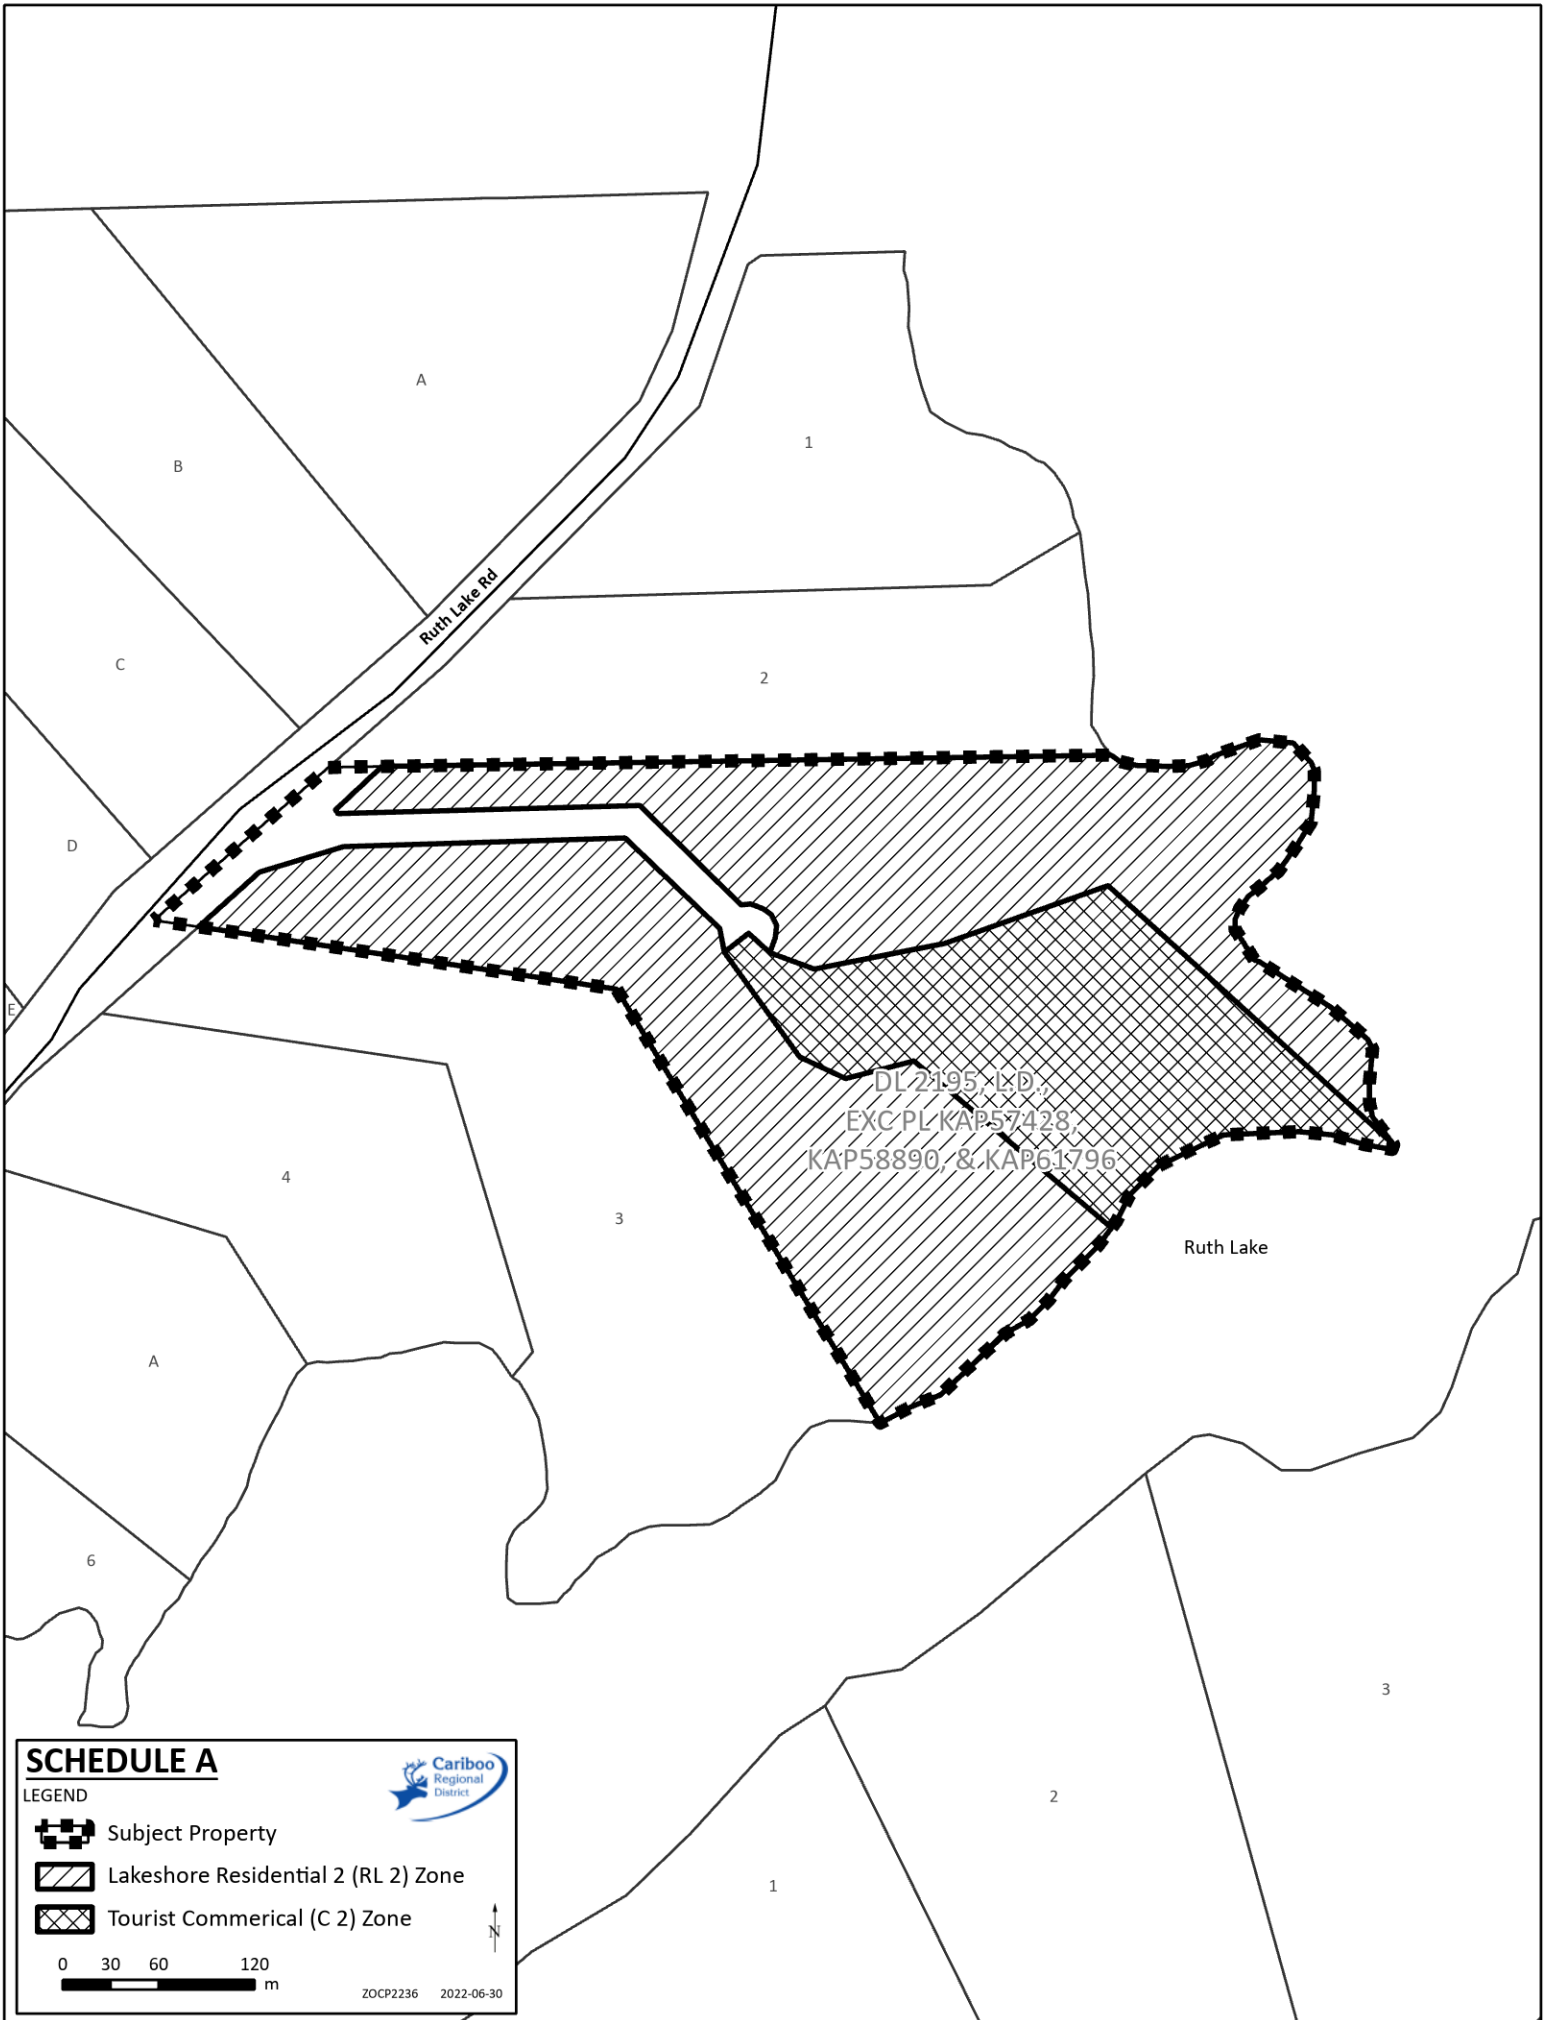 A
1
B
Ruth Lake Rd
C
2
D
E
DL 2195, L.D.,
EXC PL KAP57428,
KAP58890, & KAP61796
4
3
Ruth Lake
A
6
3
2
1
SCHEDULE A
Cariboo
Regional
District
LEGEND
Subject Property
Lakeshore Residential 2 (RL 2) Zone
Tourist Commerical (C 2) Zone
N
0 30 60 120
m
ZOCP2236 2022-06-30